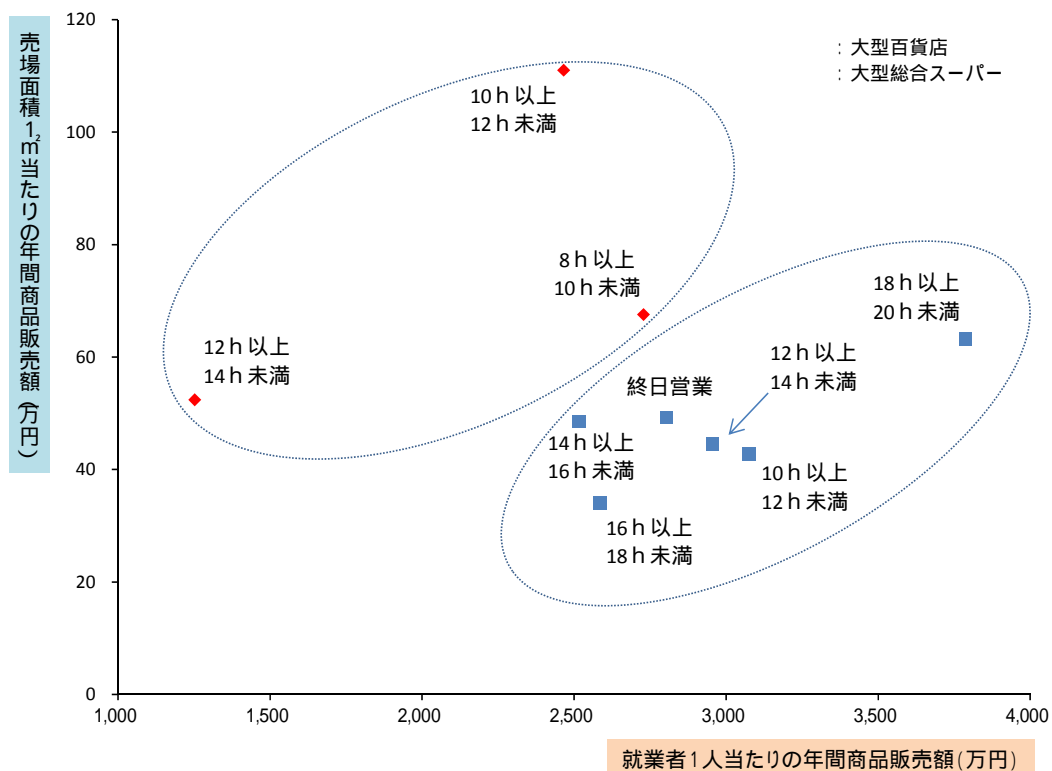 売場面積1㎡当たりの年間商品販売額(万円)
120
100
80
60
40
20
0
：大型百貨店
：大型総合スーパー
10ｈ以上
12ｈ未満
8ｈ以上
10ｈ未満
12ｈ以上
14ｈ未満
18ｈ以上
20ｈ未満
12ｈ以上
14ｈ未満
終日営業
14ｈ以上
16ｈ未満
10ｈ以上
12ｈ未満
16ｈ以上
18ｈ未満
1,000
1,500
2,000
2,500
3,000
3,500
4,000
就業者1人当たりの年間商品販売額(万円)